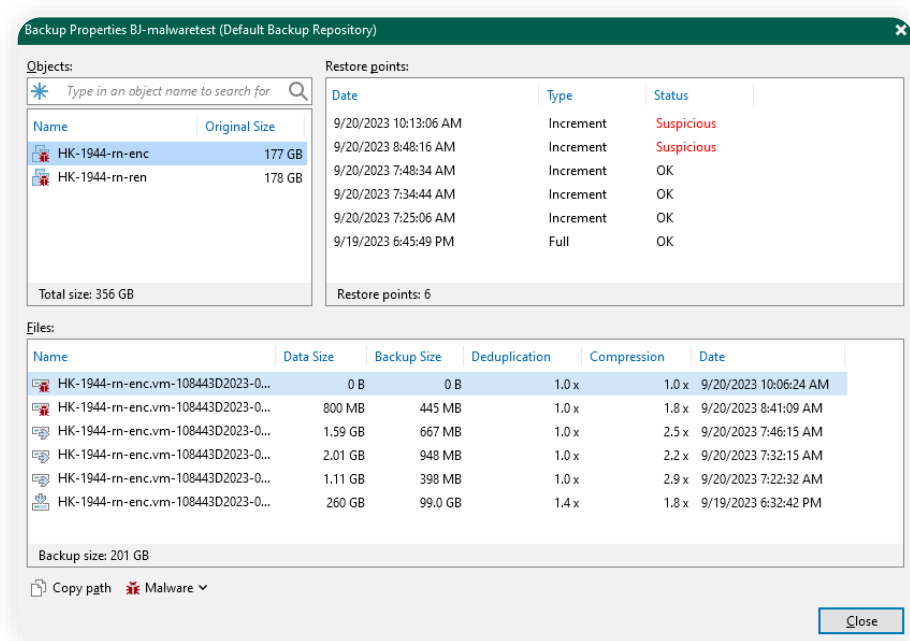 Backup Properties BJ-malwaretest (Default Backup Repository)
Objects:
Type in an object name to search for
Name Original Size
HK-1944-rn-enc 177 GB
HK-1944-rn-ren 178 GB
Total size: 356 GB
Restore points:
Date Type Status
9/20/2023 10:13:06 AM Increment Suspicious
9/20/2023 8:48:16 AM Increment Suspicious
9/20/2023 7:48:34 AM Increment OK
9/20/2023 7:34:44 AM Increment OK
9/20/2023 7:25:06 AM Increment OK
9/19/2023 6:45:49 PM Full OK
Restore points: 6
Files:
Name Data Size Backup Size Deduplication Compression Date
HK-1944-rn-enc.vm-108443D2023-0... 0 B 0 B 1.0 x 1.0 x 9/20/2023 10:06:24 AM
HK-1944-rn-enc.vm-108443D2023-0... 800 MB 445 MB 1.0 x 1.8 x 9/20/2023 8:41:09 AM
HK-1944-rn-enc.vm-108443D2023-0... 1.59 GB 667 MB 1.0 x 2.5 x 9/20/2023 7:46:15 AM
HK-1944-rn-enc.vm-108443D2023-0... 2.01 GB 948 MB 1.0 x 2.2 x 9/20/2023 7:32:15 AM
HK-1944-rn-enc.vm-108443D2023-0... 1.11 GB 398 MB 1.0 x 2.9 x 9/20/2023 7:22:32 AM
HK-1944-rn-enc.vm-108443D2023-0... 260 GB 99.0 GB 1.4 x 1.8 x 9/19/2023 6:32:42 PM
Backup size: 201 GB
Copy path Malware
Close